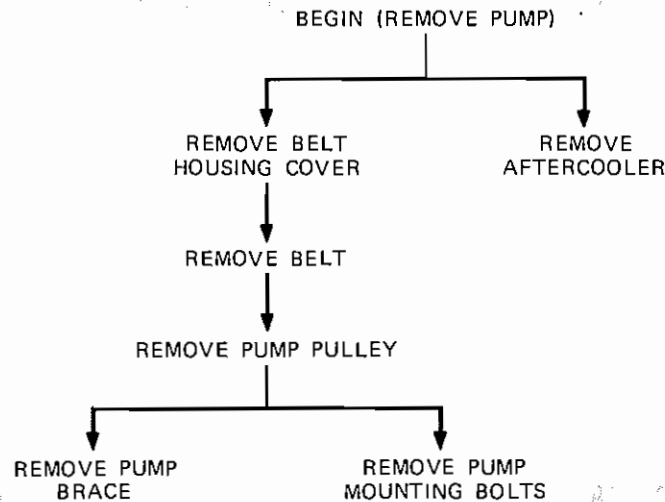 BEGIN (REMOVE PUMP)
REMOVE BELT
HOUSING COVER
REMOVE
AFTERCOOLER
REMOVE BELT
REMOVE PUMP PULLEY
REMOVE PUMP
BRACE
REMOVE PUMP
MOUNTING BOLTS